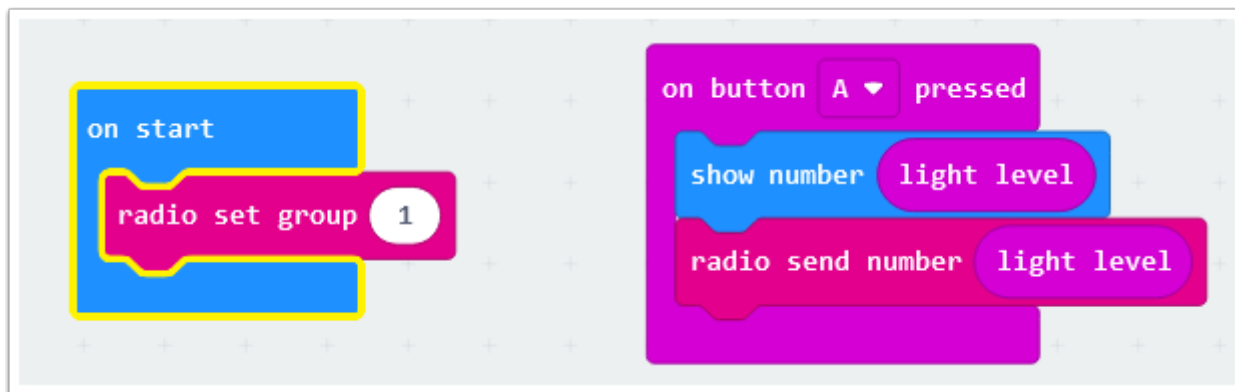 on start
radio set group 1
on button A pressed
show number light level
radio send number light level